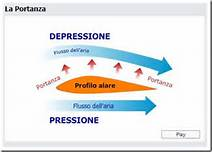 La Portanza
DEPRESSIONE
Flusso dell'aria
Portanza
Portanza
Profilo alare
Flusso dell'aria
PRESSIONE
Play